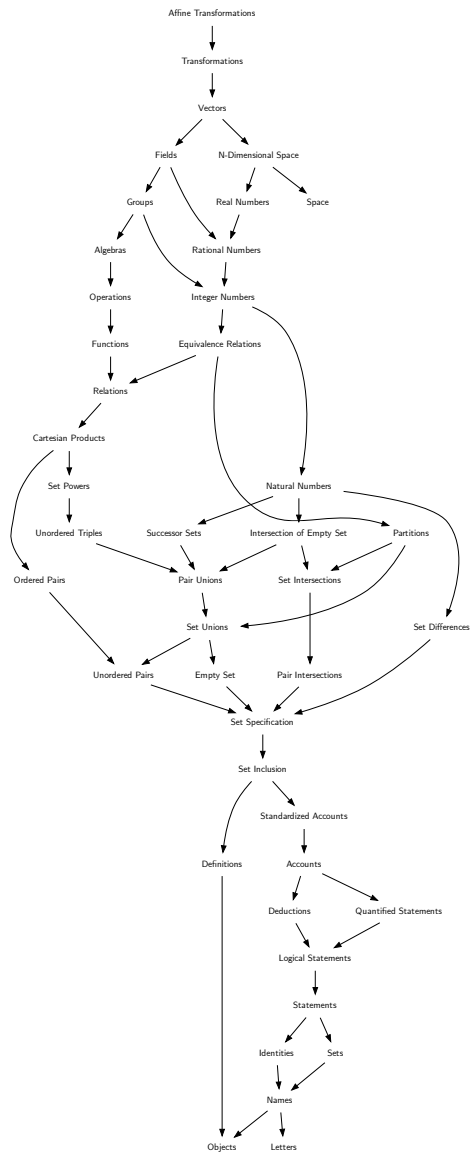 Affine Transformations
Transformations
Vectors
Fields
N-Dimensional Space
Groups
Real Numbers
Space
Algebras
Rational Numbers
Operations
Integer Numbers
Functions
Equivalence Relations
Relations
Cartesian Products
Set Powers
Natural Numbers
Unordered Triples
Successor Sets
Intersection of Empty Set
Partitions
Ordered Pairs
Pair Unions
Set Intersections
Set Unions
Set Differences
Unordered Pairs
Empty Set
Pair Intersections
Set Specification
Set Inclusion
Standardized Accounts
Definitions
Accounts
Deductions
Quantified Statements
Logical Statements
Statements
Identities
Sets
Names
Objects
Letters